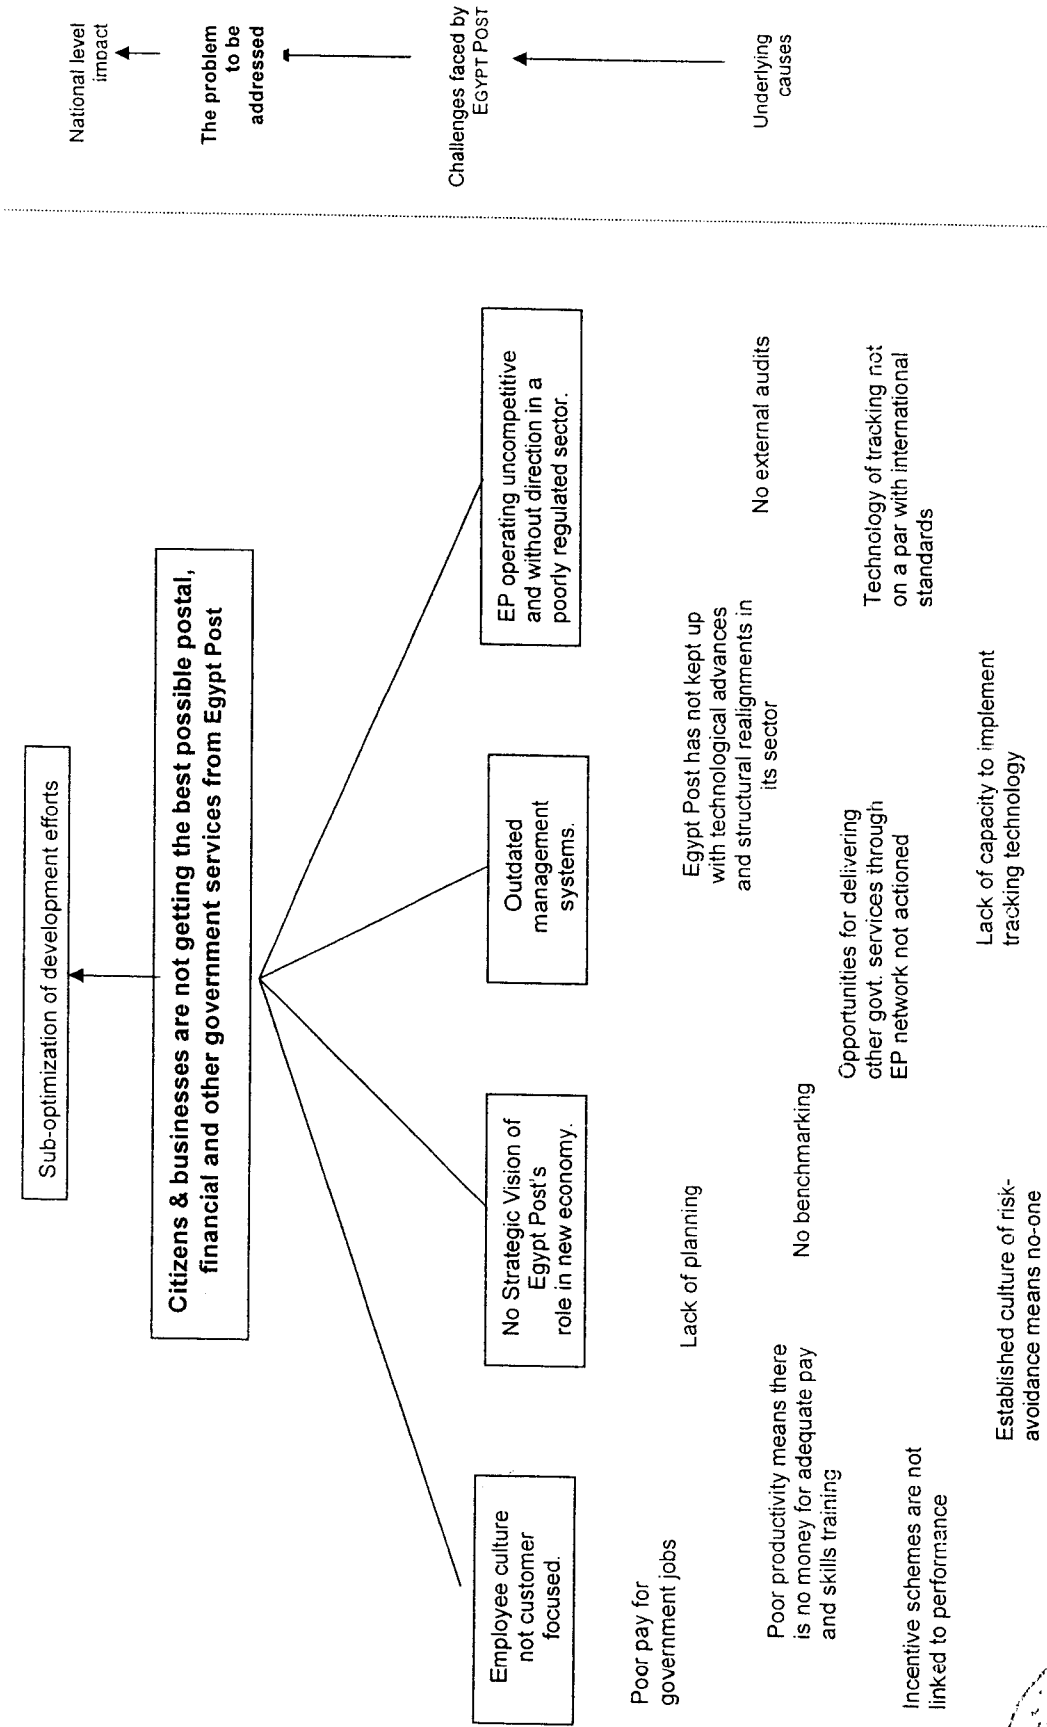 Sub-optimization of development efforts
Citizens & businesses are not getting the best possible postal,
financial and other government services from Egypt Post
Employee culture
not customer
focused.
No Strategic Vision of
Egypt Post's
role in new economy.
Outdated
management
systems.
EP operating uncompetitive
and without direction in a
poorly regulated sector.
Poor pay for
government jobs
Lack of planning
Egypt Post has not kept up
with technological advances
and structural realignments in
its sector
No external audits
Poor productivity means there
is no money for adequate pay
and skills training
No benchmarking
Opportunities for delivering
other govt. services through
EP network not actioned
Technology of tracking not
on a par with international
standards
Incentive schemes are not
linked to performance
Established culture of risk-
avoidance means no-one
Lack of capacity to implement
tracking technology
National level
impact
The problem
to be
addressed
Challenges faced by
EGYPT POST
Underlying
causes